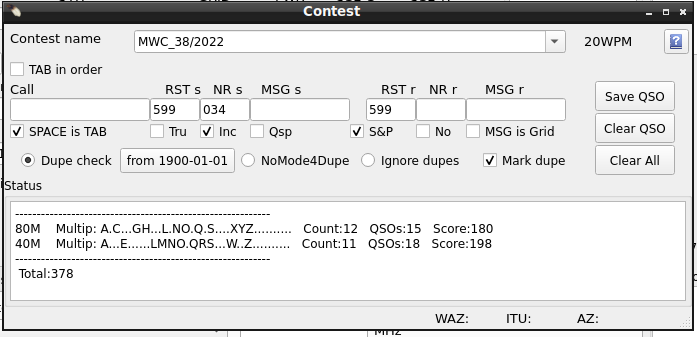 Contest
Contest name MWC_38/2022 20WPM ?
TAB in order
Call RST s NR s MSG s RST r NR r MSG r
599 034 599 Save QSO
SPACE is TAB Tru Inc Qsp S&P No MSG is Grid Clear QSO
Dupe check from 1900-01-01 NoMode4Dupe Ignore dupes Mark dupe Clear All
Status
-----------------------------------------------------------
80M Multip: A.C...GH...L.NO.Q.S....XYZ.......... Count:12 QSOs:15 Score:180
40M Multip: A...E......LMNO.QRS...W..Z.......... Count:11 QSOs:18 Score:198
-----------------------------------------------------------
Total:378
WAZ: ITU: AZ:
MHz